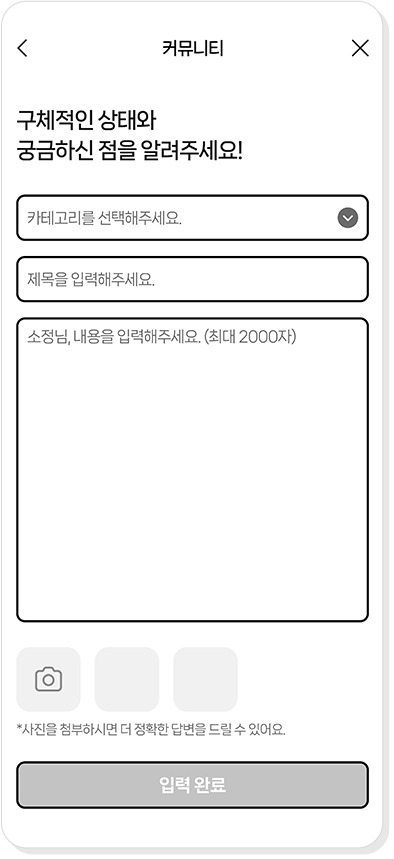 커뮤니티
구체적인 상태와
궁금하신 점을 알려주세요!
카테고리를 선택해주세요.
제목을 입력해주세요.
소정님, 내용을 입력해주세요. (최대 2000자)
*사진을 첨부하시면 더 정확한 답변을 드릴 수 있어요.
입력 완료